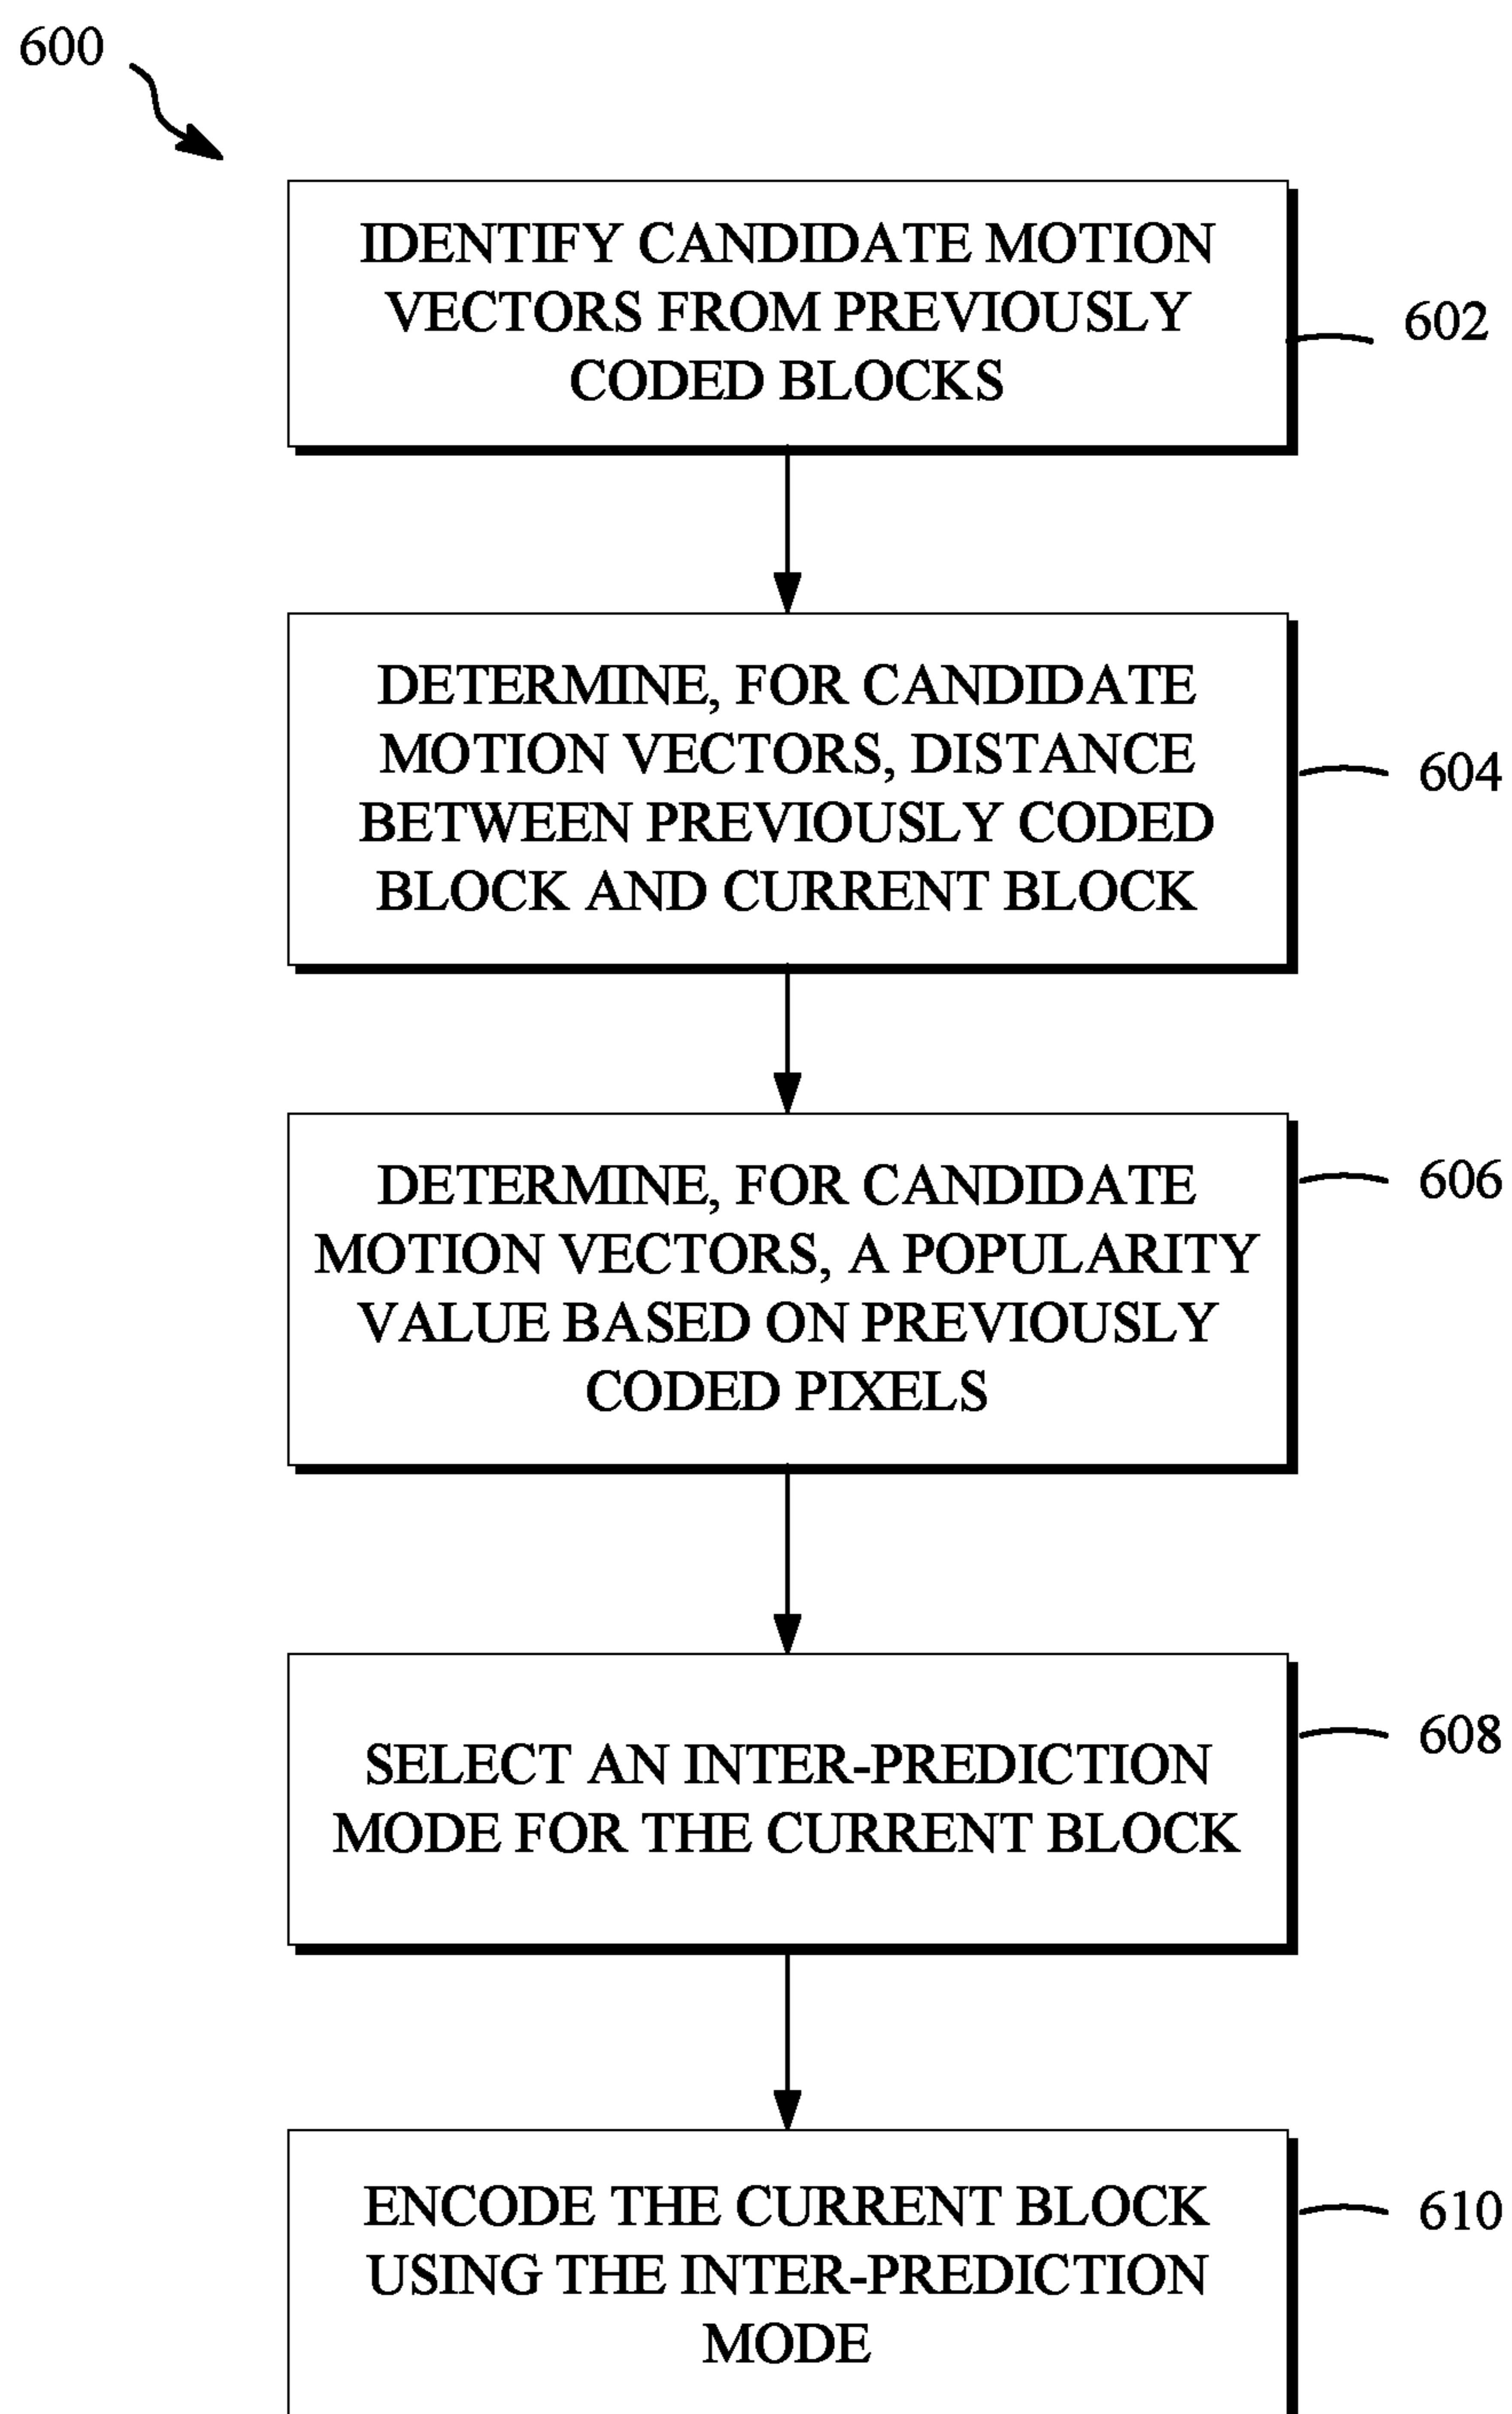 600
IDENTIFY CANDIDATE MOTION
VECTORS FROM PREVIOUSLY
CODED BLOCKS
602
DETERMINE, FOR CANDIDATE
MOTION VECTORS, DISTANCE
BETWEEN PREVIOUSLY CODED
BLOCK AND CURRENT BLOCK
604
DETERMINE, FOR CANDIDATE
MOTION VECTORS, A POPULARITY
VALUE BASED ON PREVIOUSLY
CODED PIXELS
606
SELECT AN INTER-PREDICTION
MODE FOR THE CURRENT BLOCK
608
ENCODE THE CURRENT BLOCK
USING THE INTER-PREDICTION
MODE
610